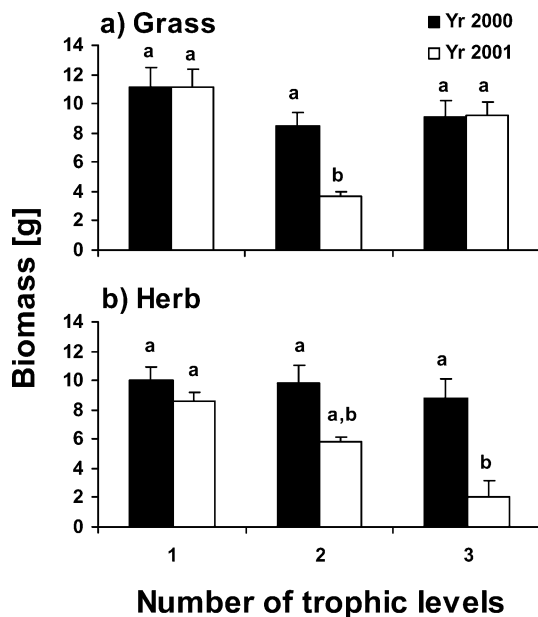 a) Grass
Yr 2000
Yr 2001
Biomass [g]
14
12
10
8
6
4
2
0
a a
a
b
a a
b) Herb
14
12
10
8
6
4
2
0
a a
a
a,b
a
b
1 2 3
Number of trophic levels